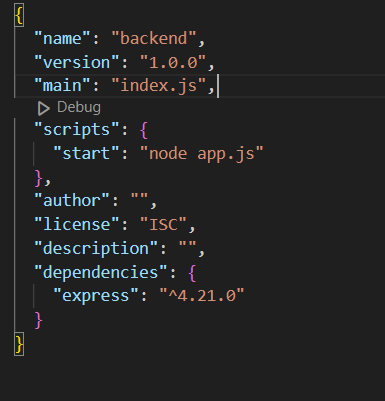 {
  "name": "backend",
  "version": "1.0.0",
  "main": "index.js",
  Debug
  "scripts": {
    "start": "node app.js"
  },
  "author": "",
  "license": "ISC",
  "description": "",
  "dependencies": {
    "express": "^4.21.0"
  }
}